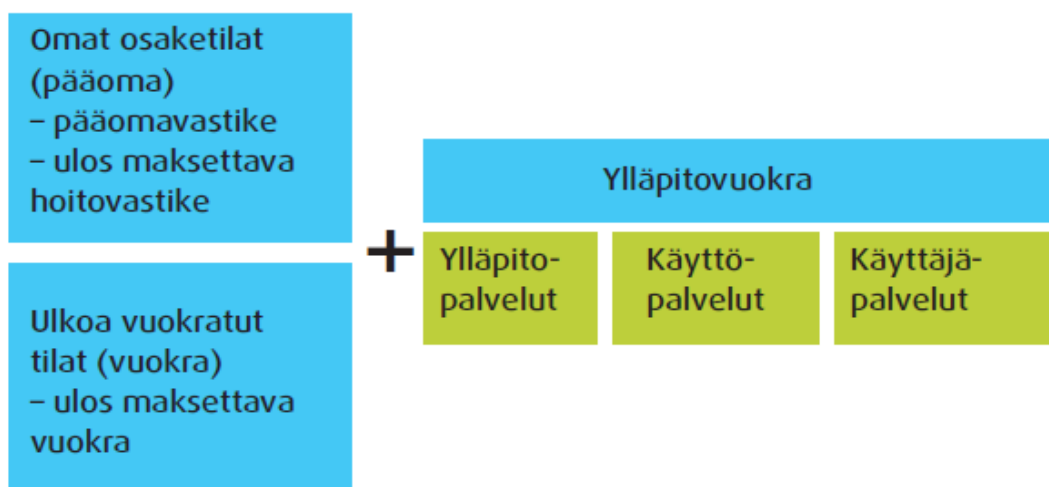 Omat osaketilat
(pääoma)
– pääomavastike
– ulos maksettava
hoitovastike
Ulkoa vuokratut
tilat (vuokra)
– ulos maksettava
vuokra
+
Ylläpitovuokra
Ylläpito-
palvelut
Käyttö-
palvelut
Käyttäjä-
palvelut